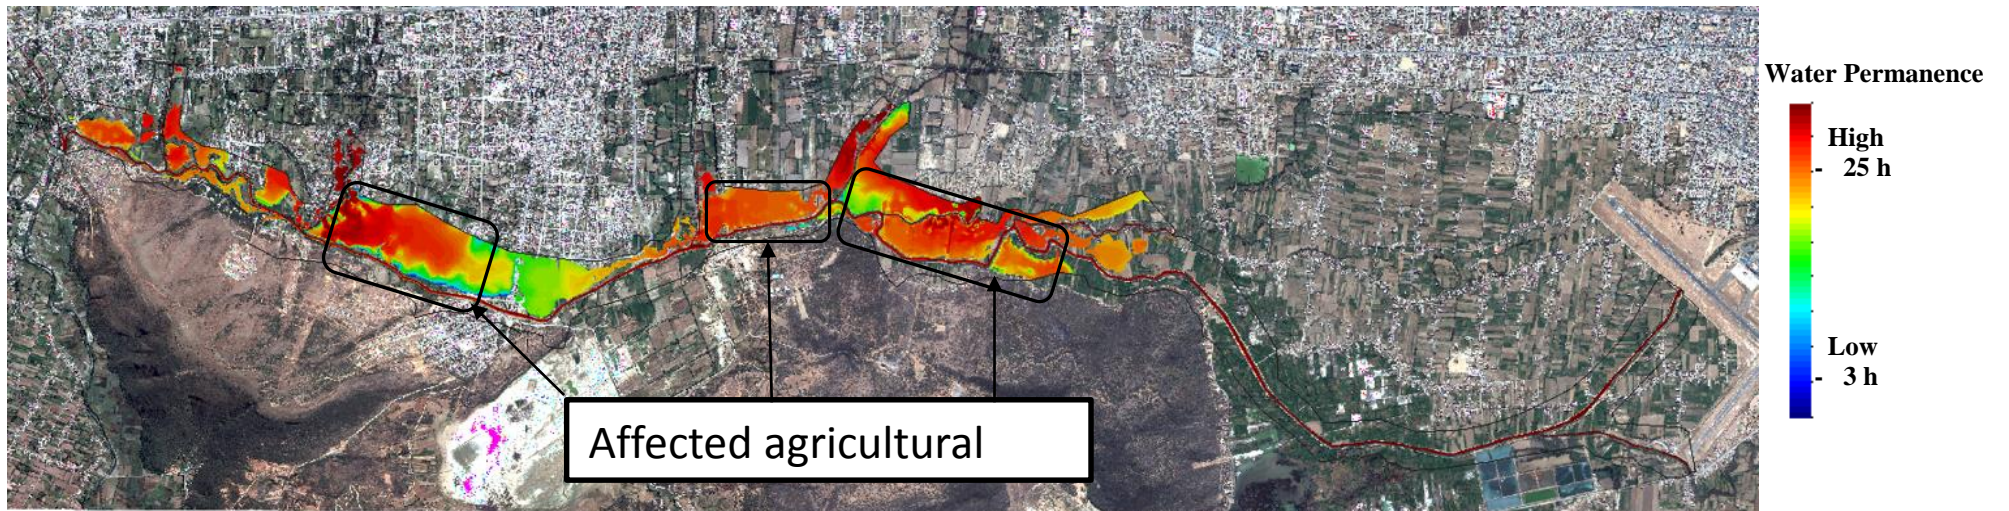 Water Permanence
High
- 25 h
Low
- 3 h
Affected agricultural